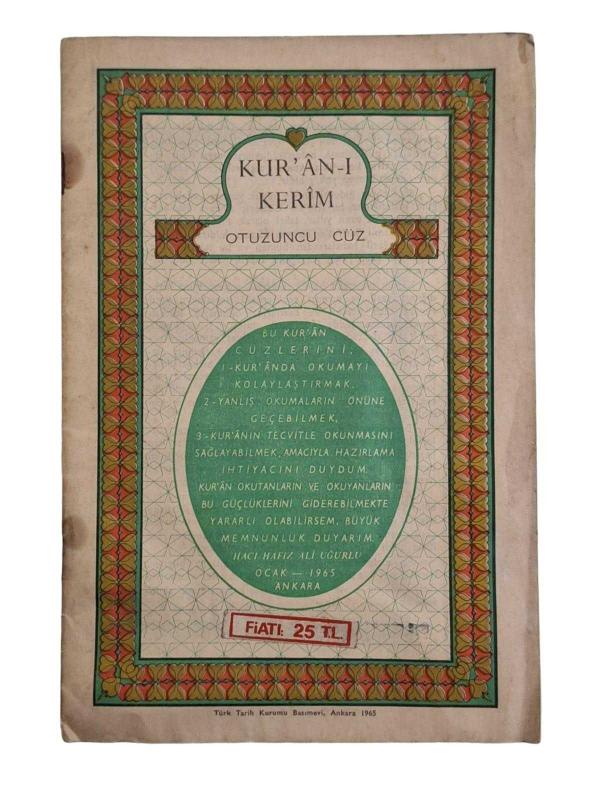 KUR'ÂN-I
KERÎM
OTUZUNCU CÜZ
BU KUR'ÂN
CÜZLERİNİ,
1-KUR'ÂNDA OKUMAYI
KOLAYLAŞTIRMAK,
2-YANLIŞ OKUMALARIN ÖNÜNE
GEÇEBİLMEK,
3-KUR'ÂNIN TECVİTLE OKUNMASINI
SAĞLAYABİLMEK, AMACIYLA HAZIRLAMA
İHTİYACINI DUYDUM.
KUR'ÂN OKUTANLARIN VE OKUYANLARIN
BU GÜÇLÜKLERİNİ GİDEREBİLMEKTE
YARARLI OLABİLİRSEM, BÜYÜK
MEMNUNLUK DUYARIM.
HACI HAFIZ ALİ UĞURLU
OCAK — 1965
ANKARA
FİATI: 25 TL.
Türk Tarih Kurumu Basımevi, Ankara 1965